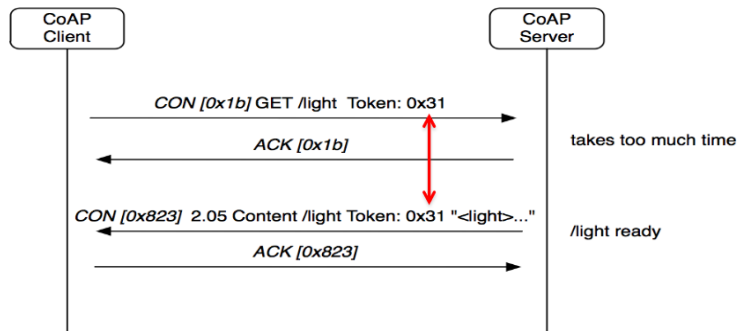 CoAP
Client
CoAP
Server
CON [0x1b] GET /light Token: 0x31
ACK [0x1b]
takes too much time
CON [0x823] 2.05 Content /light Token: 0x31 "<light>..."
/light ready
ACK [0x823]